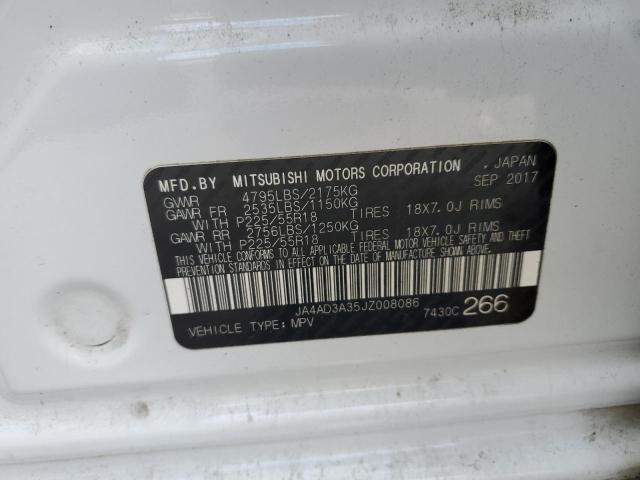 MFD.BY MITSUBISHI MOTORS CORPORATION . JAPAN
GVWR 4795LBS/2175KG SEP 2017
GAWR FR 2535LBS/1150KG
WITH P225/55R18 TIRES 18X7.0J RIMS
GAWR RR 2756LBS/1250KG
WITH P225/55R18 TIRES 18X7.0J RIMS
THIS VEHICLE CONFORMS TO ALL APPLICABLE FEDERAL MOTOR VEHICLE SAFETY AND THEFT
PREVENTION STANDARDS IN EFFECT ON THE DATE OF MANUFACTURE SHOWN ABOVE.
JA4AD3A35JZ008086 7430C 266
VEHICLE TYPE:MPV